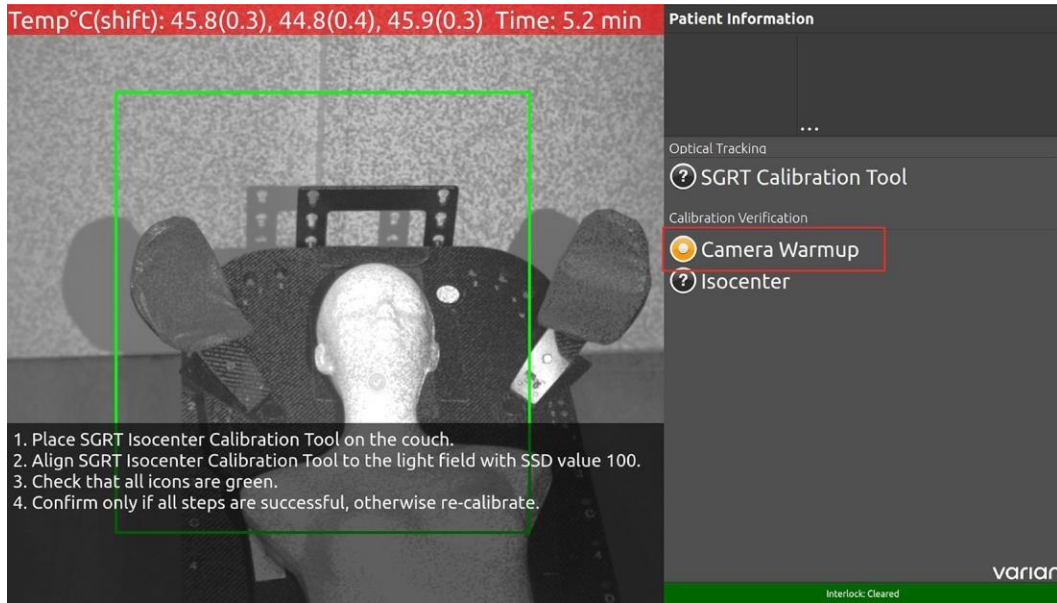 Temp°C(shift): 45.8(0.3), 44.8(0.4), 45.9(0.3) Time: 5.2 min
1. Place SGRT Isocenter Calibration Tool on the couch.
2. Align SGRT Isocenter Calibration Tool to the light field with SSD value 100.
3. Check that all icons are green.
4. Confirm only if all steps are successful, otherwise re-calibrate.
Patient Information
...
Optical Tracking
? SGRT Calibration Tool
Calibration Verification
Camera Warmup
? Isocenter
varian
Interlock: Cleared